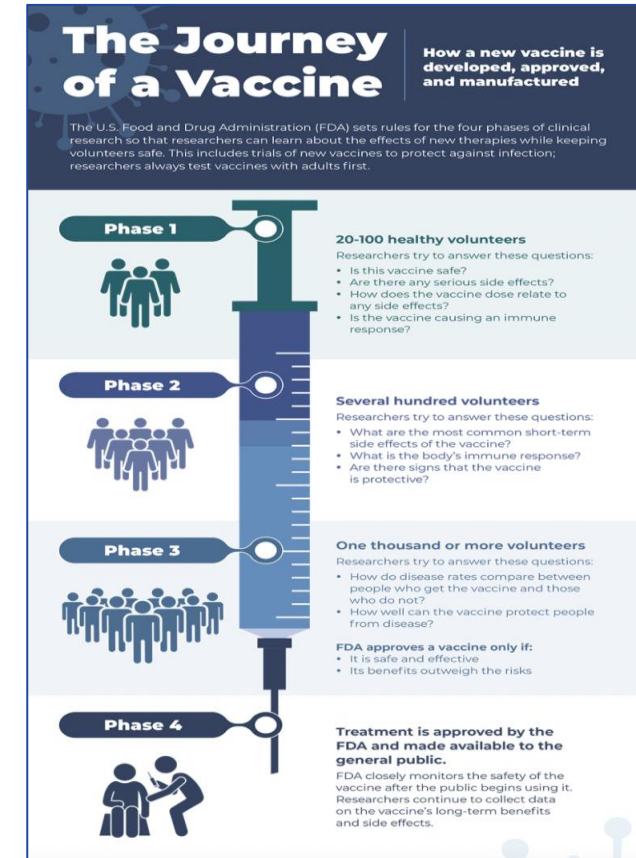 The Journey
of a Vaccine
How a new vaccine is
developed, approved,
and manufactured
The U.S. Food and Drug Administration (FDA) sets rules for the four phases of clinical
research so that researchers can learn about the effects of new therapies while keeping
volunteers safe. This includes trials of new vaccines to protect against infection;
researchers always test vaccines with adults first.
Phase 1
20-100 healthy volunteers
Researchers try to answer these questions:
• Is this vaccine safe?
• Are there any serious side effects?
• How does the vaccine dose relate to
any side effects?
• Is the vaccine causing an immune
response?
Phase 2
Several hundred volunteers
Researchers try to answer these questions:
• What are the most common short-term
side effects of the vaccine?
• What is the body's immune response?
• Are there signs that the vaccine
is protective?
Phase 3
One thousand or more volunteers
Researchers try to answer these questions:
• How do disease rates compare between
people who get the vaccine and those
who do not?
• How well can the vaccine protect people
from disease?
FDA approves a vaccine only if:
• It is safe and effective
• Its benefits outweigh the risks
Phase 4
Treatment is approved by the
FDA and made available to the
general public.
FDA closely monitors the safety of the
vaccine after the public begins using it.
Researchers continue to collect data
on the vaccine's long-term benefits
and side effects.